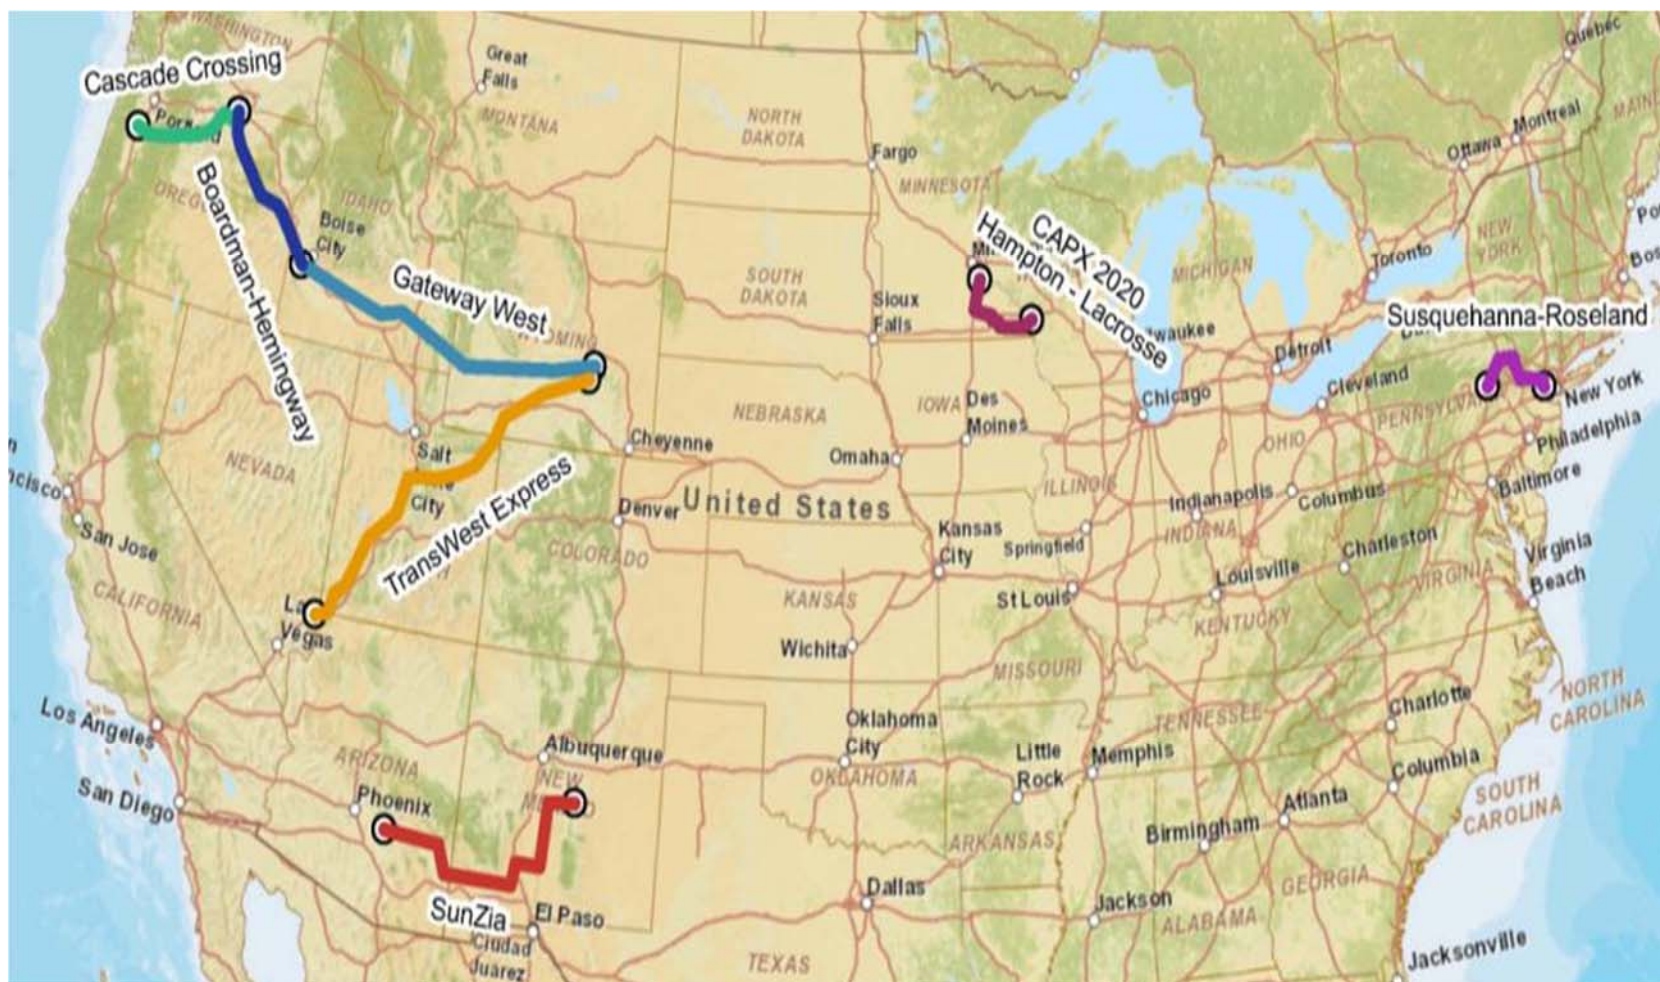 WASHINGTON
Cascade Crossing
Great
Falls
MONTANA
NORTH
DAKOTA
Fargo
MINNESOTA
Quebec
Montreal
Ottawa
Boardman-Hemingway
IDAHO
Boise
City
Gateway West
SOUTH
DAKOTA
Sioux
Falls
CAPX 2020
Hampton - Lacrosse
MICHIGAN
Toronto
NEW
YORK
Susquehanna-Roseland
Detroit
Cleveland
Chicago
New York
Philadelphia
Baltimore
NEVADA
Salt
City
Cheyenne
NEBRASKA
IOWA
Des
Moines
Omaha
OHIO
ILLINOIS
Indianapolis
INDIANA
Columbus
TransWest Express
Denver
United States
COLORADO
Kansas
City
Springfield
St Louis
Louisville
KENTUCKY
Charleston
VIRGINIA
Virginia
Beach
San Jose
CALIFORNIA
Vegas
KANSAS
Wichita
MISSOURI
Los Angeles
San Diego
ARIZONA
Phoenix
Albuquerque
NEW
Oklahoma
City
OKLAHOMA
Little
Rock
ARKANSAS
Memphis
TENNESSEE
Charlotte
NORTH
CAROLINA
Columbia
SOUTH
CAROLINA
Atlanta
Birmingham
GEORGIA
ALABAMA
Jackson
Jacksonville
Dallas
TEXAS
SunZia
El Paso
Ciudad
Juarez